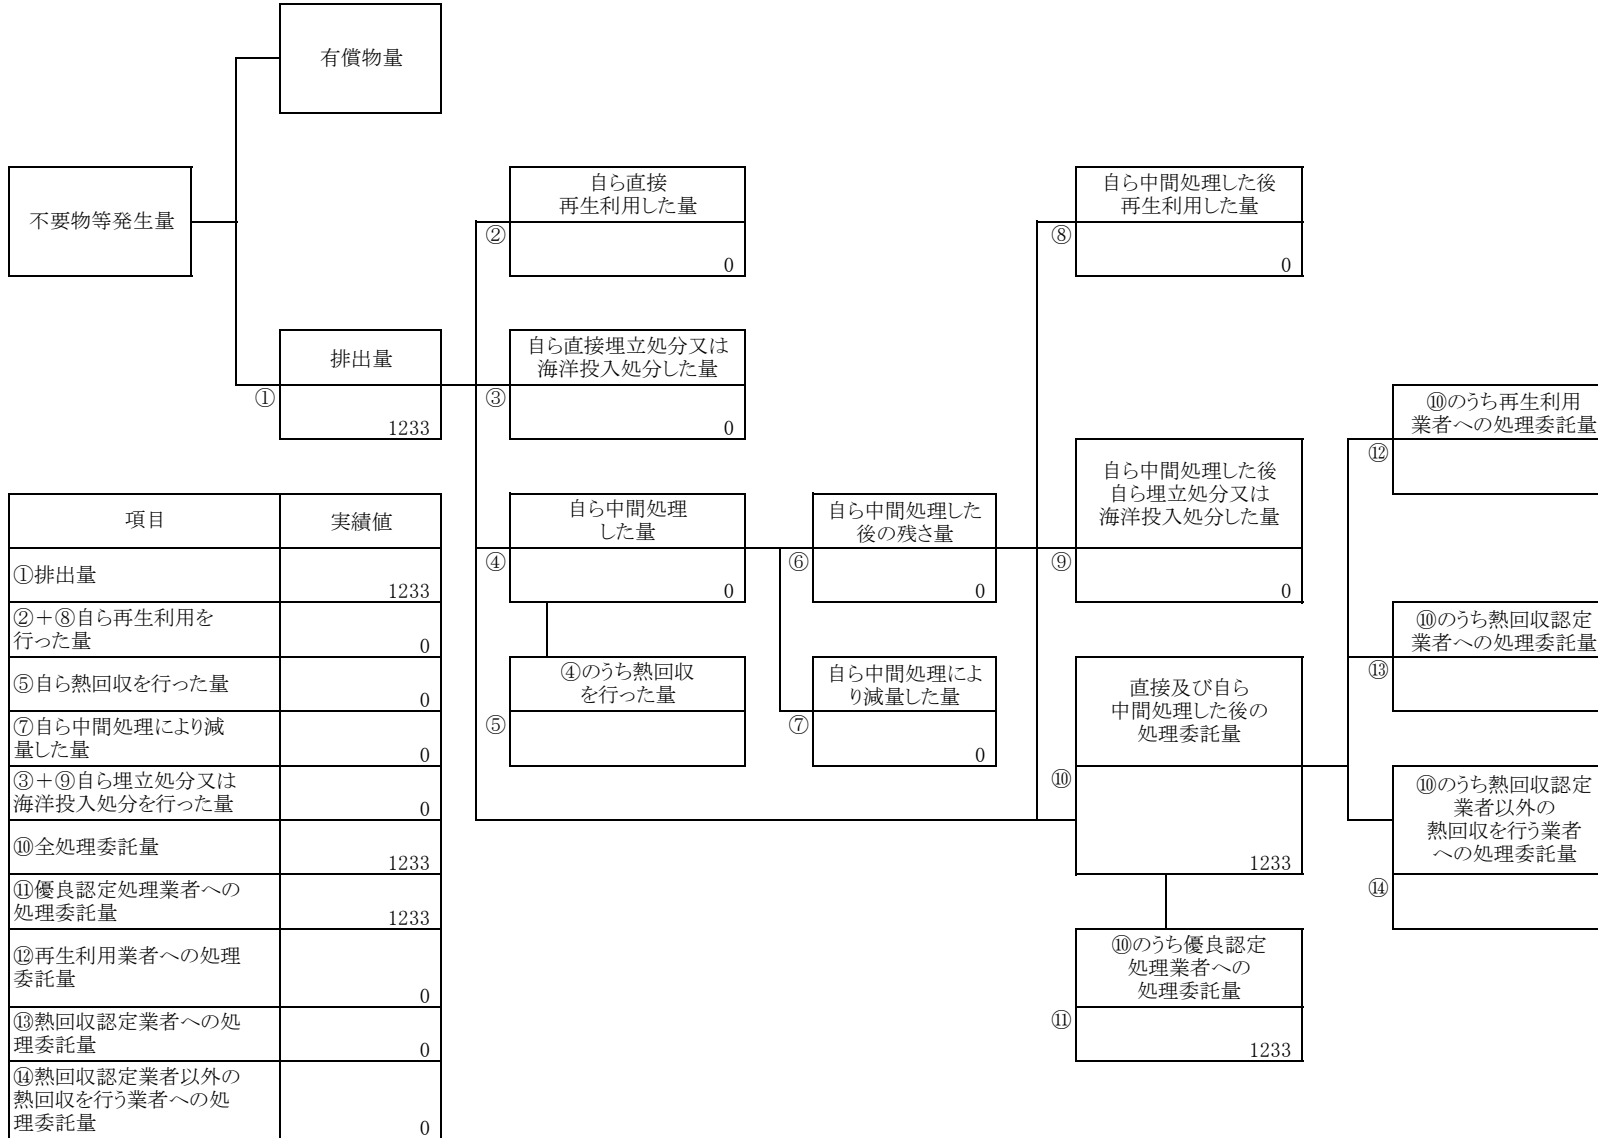 有償物量
不要物等発生量
自ら直接
再生利用した量
②
0
自ら中間処理した後
再生利用した量
⑧
0
排出量
①
1233
自ら直接埋立処分又は
海洋投入処分した量
③
0
⑩のうち再生利用
業者への処理委託量
⑫
自ら中間処理
した量
④
0
自ら中間処理した
後の残さ量
⑥
0
自ら中間処理した後
自ら埋立処分又は
海洋投入処分した量
⑨
0
⑩のうち熱回収認定
業者への処理委託量
⑬
④のうち熱回収
を行った量
⑤
自ら中間処理によ
り減量した量
⑦
0
直接及び自ら
中間処理した後の
処理委託量
⑩
1233
⑩のうち熱回収認定
業者以外の
熱回収を行う業者
への処理委託量
⑭
⑩のうち優良認定
処理業者への
処理委託量
⑪
1233
項目 実績値
①排出量
1233
②+⑧自ら再生利用を
行った量
0
⑤自ら熱回収を行った量
0
⑦自ら中間処理により減
量した量
0
③+⑨自ら埋立処分又は
海洋投入処分を行った量
0
⑩全処理委託量
1233
⑪優良認定処理業者への
処理委託量
1233
⑫再生利用業者への処理
委託量
0
⑬熱回収認定業者への処
理委託量
0
⑭熱回収認定業者以外の
熱回収を行う業者への処
理委託量
0